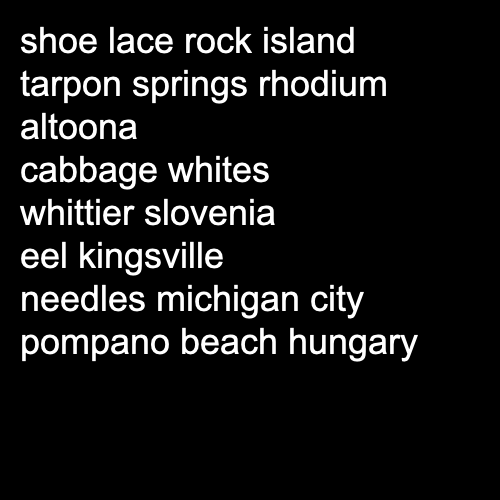 shoe lace rock island
tarpon springs rhodium
altoona
cabbage whites
whittier slovenia
eel kingsville
needles michigan city
pompano beach hungary